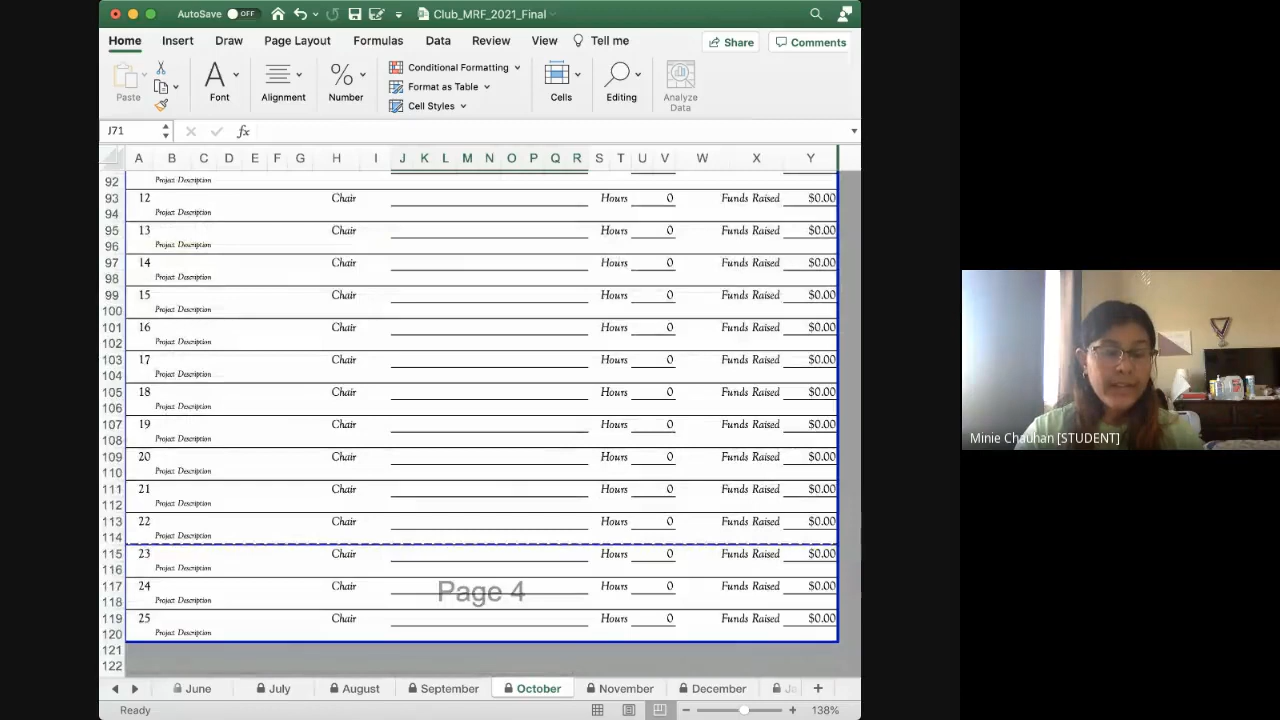 AutoSave OFF Club_MRF_2021_Final
Home Insert Draw Page Layout Formulas Data Review View Tell me Share Comments
Paste Font Alignment Number Conditional Formatting Format as Table Cell Styles Cells Editing Analyze Data
J71 fx
A B C D E F G H I J K L M N O P Q R S T U V W X Y
92 Project Description
93 12 Chair Hours 0 Funds Raised $0.00
94 Project Description
95 13 Chair Hours 0 Funds Raised $0.00
96 Project Description
97 14 Chair Hours 0 Funds Raised $0.00
98 Project Description
99 15 Chair Hours 0 Funds Raised $0.00
100 Project Description
101 16 Chair Hours 0 Funds Raised $0.00
102 Project Description
103 17 Chair Hours 0 Funds Raised $0.00
104 Project Description
105 18 Chair Hours 0 Funds Raised $0.00
106 Project Description
107 19 Chair Hours 0 Funds Raised $0.00
108 Project Description
109 20 Chair Hours 0 Funds Raised $0.00
110 Project Description
111 21 Chair Hours 0 Funds Raised $0.00
112 Project Description
113 22 Chair Hours 0 Funds Raised $0.00
114 Project Description
115 23 Chair Hours 0 Funds Raised $0.00
116 Project Description
117 24 Chair Page 4 Hours 0 Funds Raised $0.00
118 Project Description
119 25 Chair Hours 0 Funds Raised $0.00
120 Project Description
121
122
June July August September October November December
Ready 138%
Minie Chauhan [STUDENT]